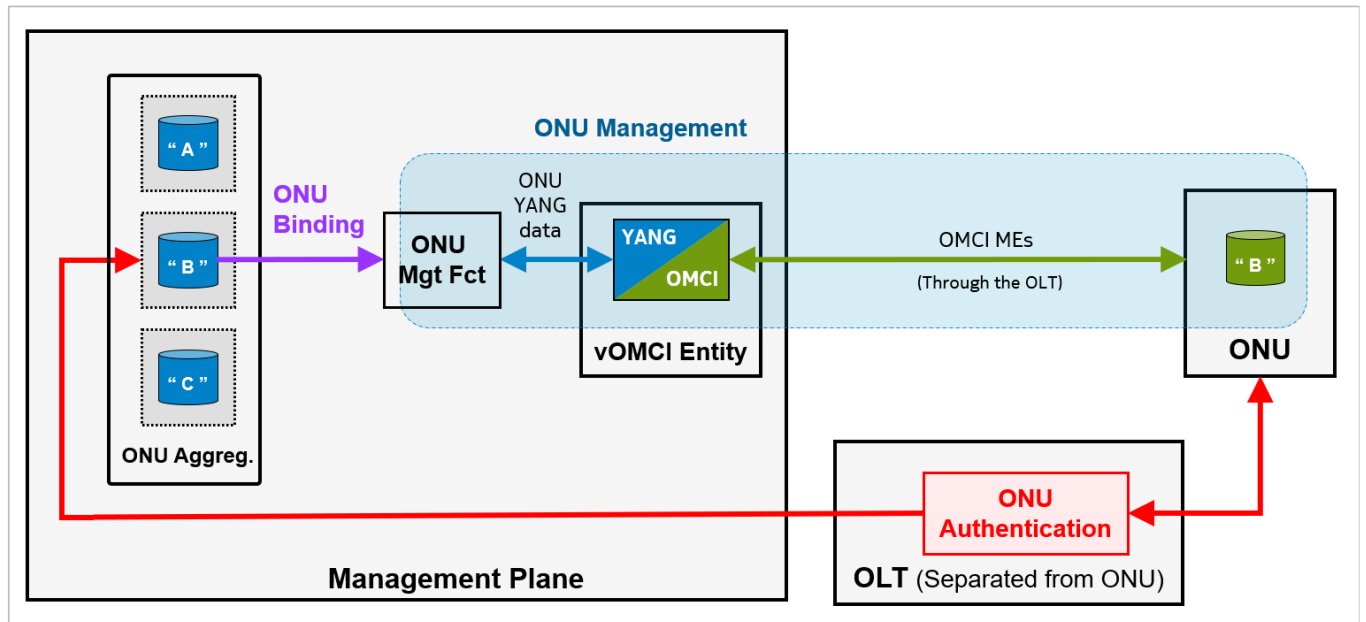 “ A ”
ONU Management
ONU
Binding
ONU
YANG
data
“ B ”
ONU
Mgt Fct
YANG
OMCI
vOMCI Entity
OMCI MEs
(Through the OLT)
“ B ”
ONU
“ C ”
ONU Aggreg.
ONU
Authentication
OLT (Separated from ONU)
Management Plane